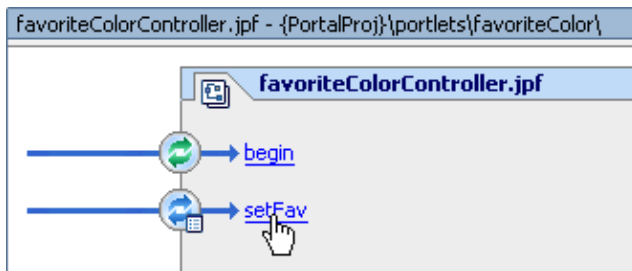 favoriteColorController.jpf - {PortalProj}\portlets\favoriteColor\
favoriteColorController.jpf
begin
setFav